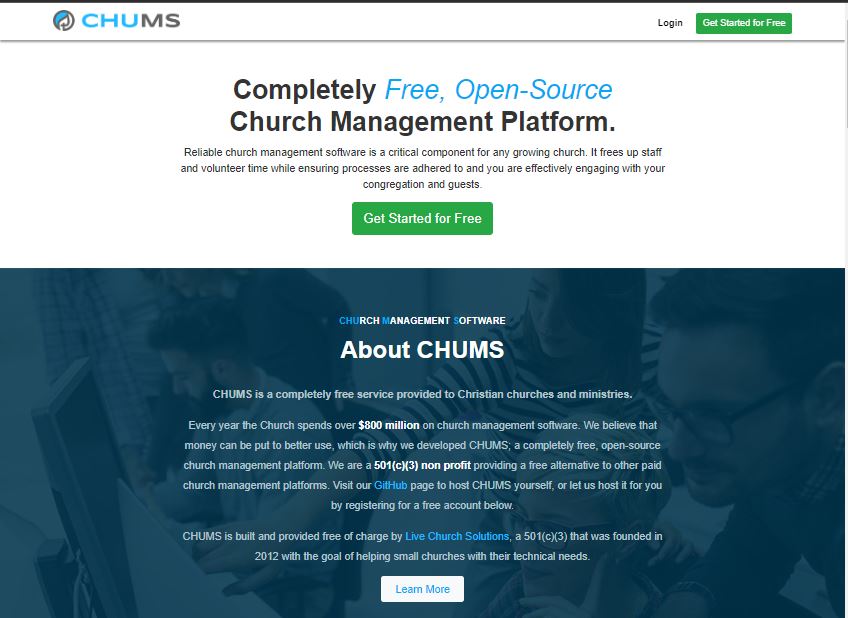 CHUMS
Login
Get Started for Free
Completely Free, Open-Source
Church Management Platform.
Reliable church management software is a critical component for any growing church. It frees up staff
and volunteer time while ensuring processes are adhered to and you are effectively engaging with your
congregation and guests.
Get Started for Free
CHURCH MANAGEMENT SOFTWARE
About CHUMS
CHUMS is a completely free service provided to Christian churches and ministries.
Every year the Church spends over $800 million on church management software. We believe that
money can be put to better use, which is why we developed CHUMS; a completely free, open-source
church management platform. We are a 501(c)(3) non profit providing a free alternative to other paid
church management platforms. Visit our GitHub page to host CHUMS yourself, or let us host it for you
by registering for a free account below.
CHUMS is built and provided free of charge by Live Church Solutions, a 501(c)(3) that was founded in
2012 with the goal of helping small churches with their technical needs.
Learn More